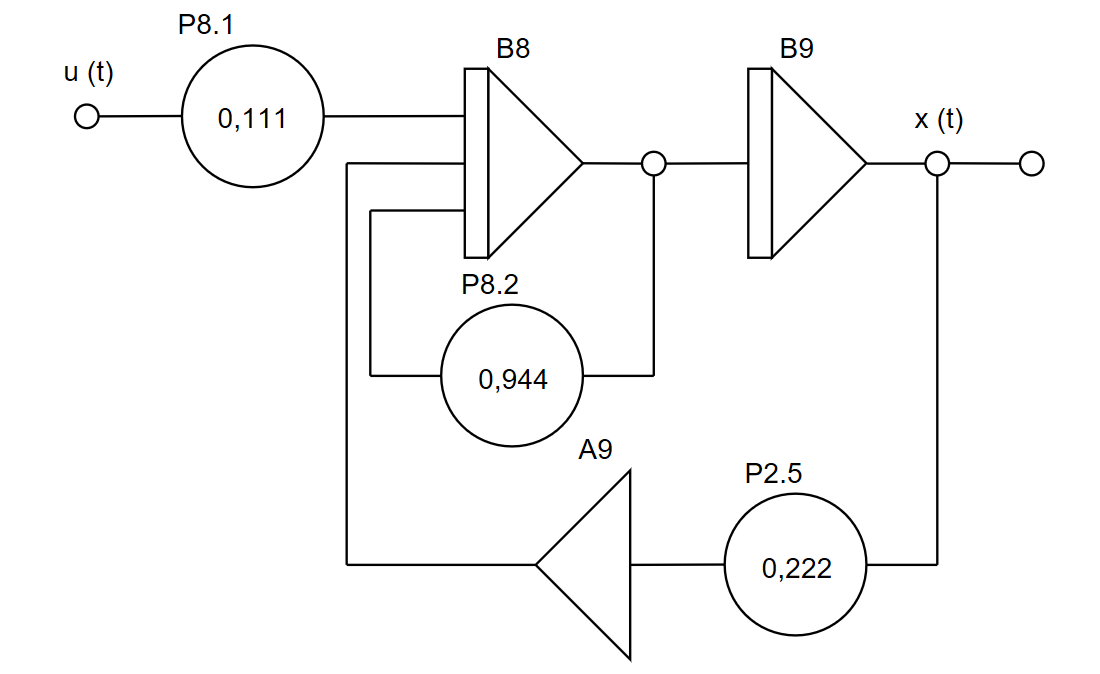 P8.1
B8
B9
u (t)
0,111
x (t)
P8.2
0,944
A9
P2.5
0,222